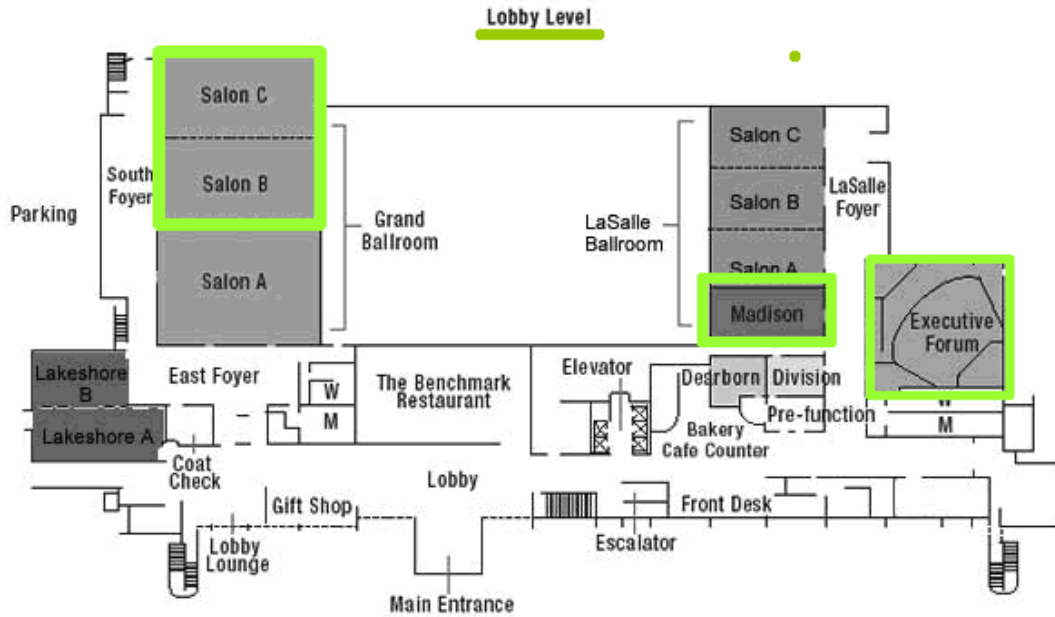 Lobby Level
Salon C
Salon B
Salon A
South
Foyer
Parking
Grand
Ballroom
LaSalle
Ballroom
Salon C
Salon B
Salon A
Madison
LaSalle
Foyer
Executive
Forum
Lakeshore
B
Lakeshore A
East Foyer
W
M
The Benchmark
Restaurant
Elevator
Dearborn
Division
Pre-function
Bakery
Cafe Counter
W
M
Coat
Check
Lobby
Gift Shop
Front Desk
Lobby
Lounge
Escalator
Main Entrance